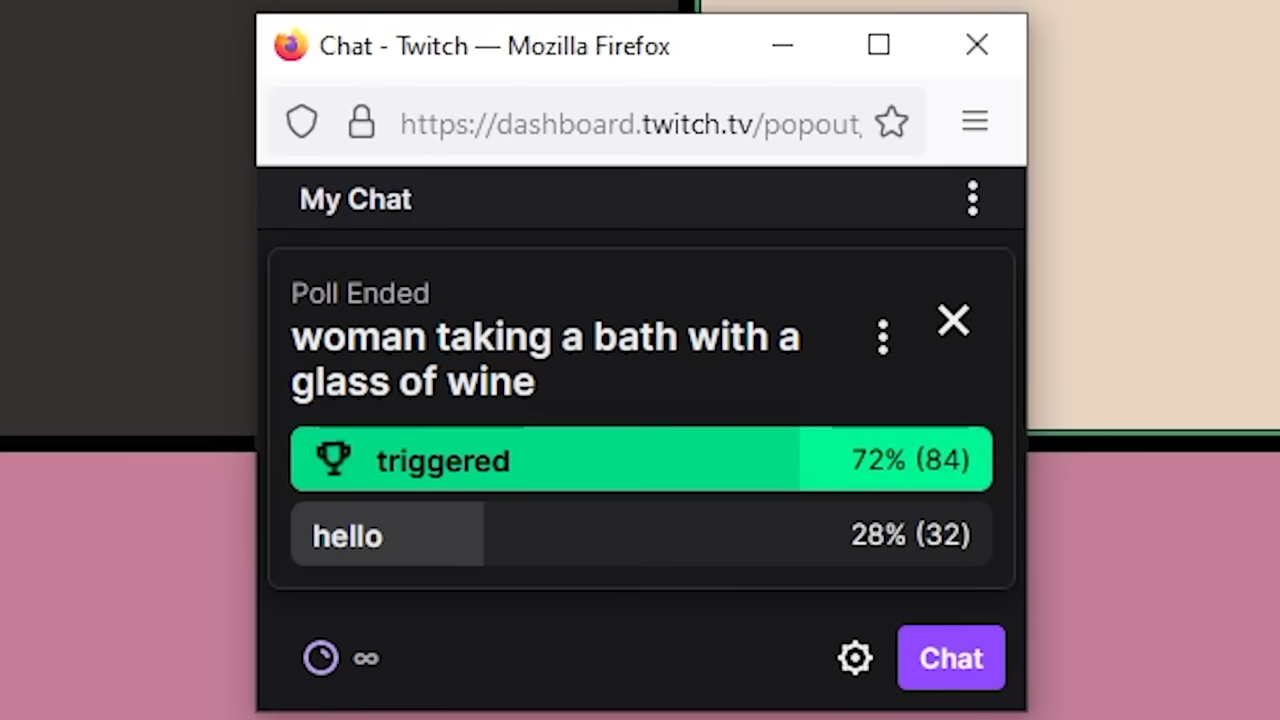 Chat - Twitch — Mozilla Firefox
https://dashboard.twitch.tv/popout
My Chat
Poll Ended
woman taking a bath with a
glass of wine
triggered 72% (84)
hello 28% (32)
∞
Chat